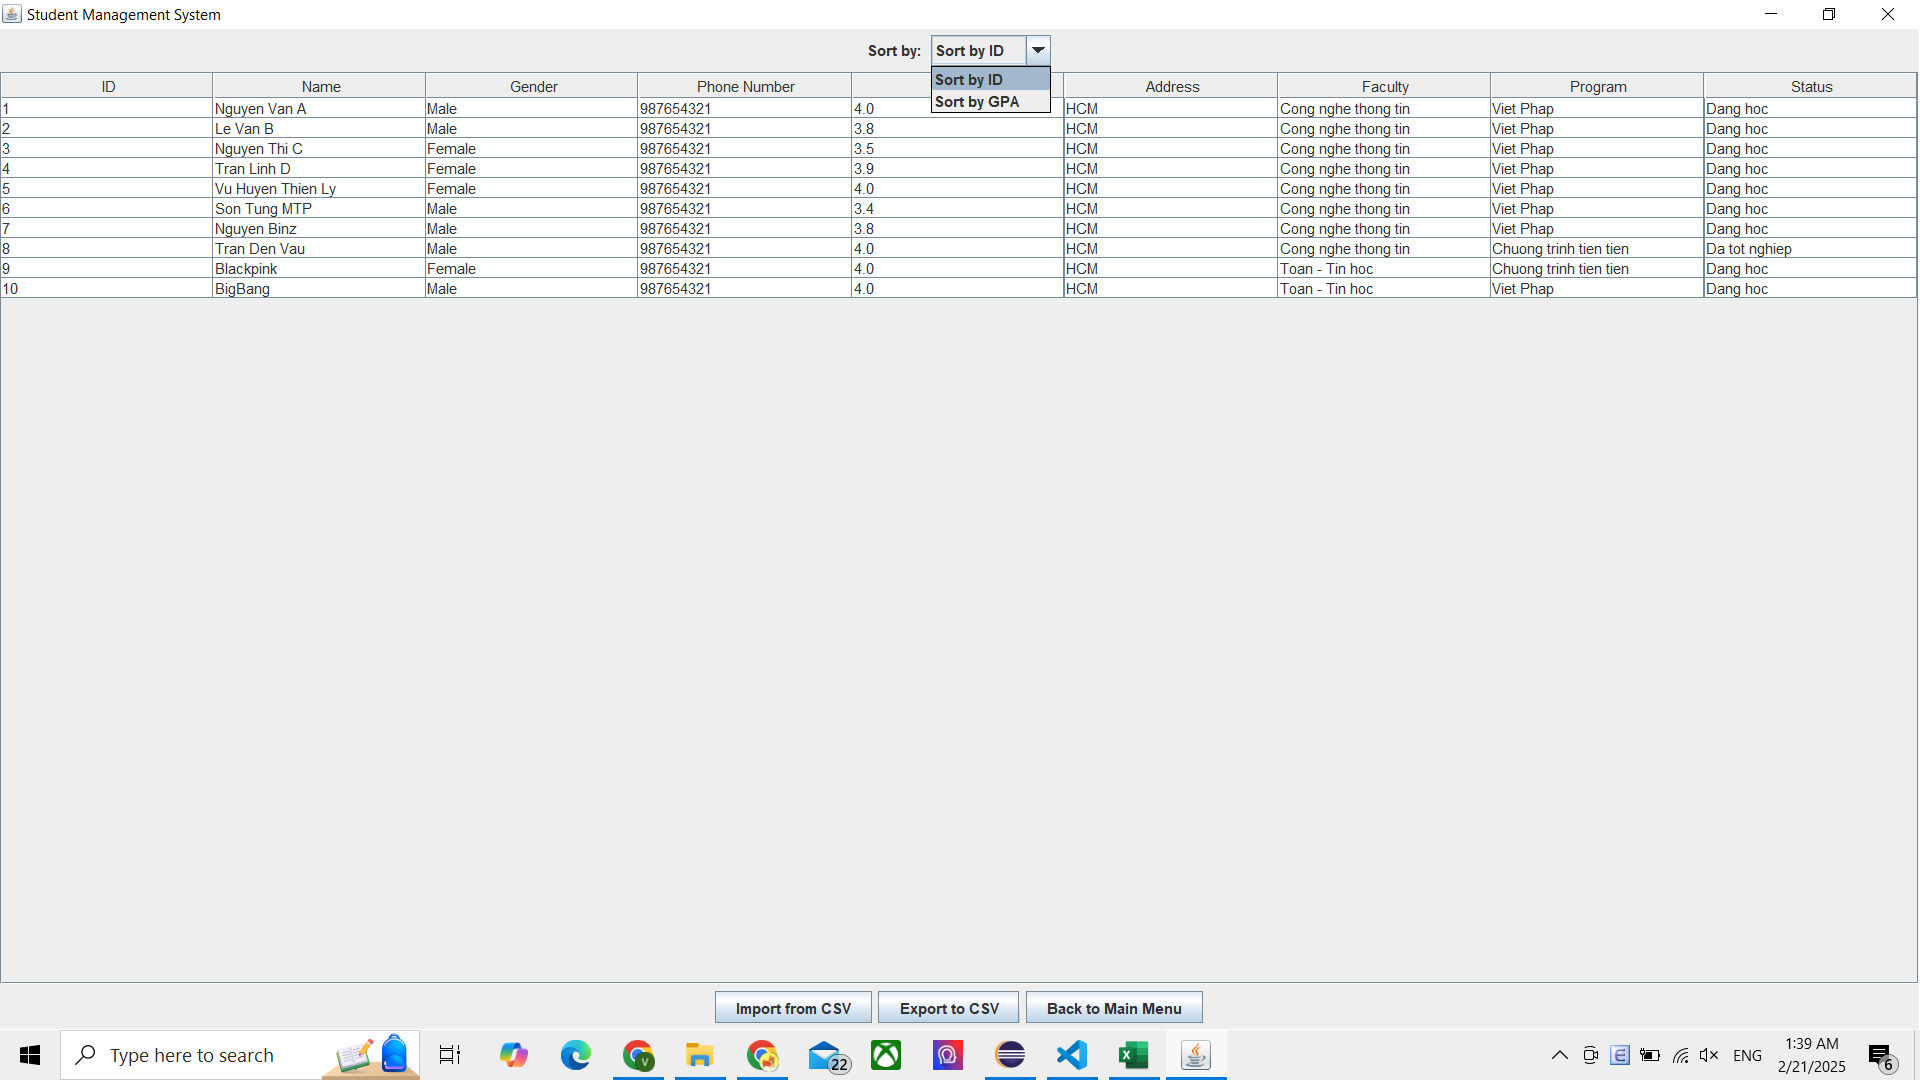 Student Management System
Sort by: Sort by ID
Sort by ID
Sort by GPA
ID Name Gender Phone Number Address Faculty Program Status
1 Nguyen Van A Male 987654321 4.0 HCM Cong nghe thong tin Viet Phap Dang hoc
2 Le Van B Male 987654321 3.8 HCM Cong nghe thong tin Viet Phap Dang hoc
3 Nguyen Thi C Female 987654321 3.5 HCM Cong nghe thong tin Viet Phap Dang hoc
4 Tran Linh D Female 987654321 3.9 HCM Cong nghe thong tin Viet Phap Dang hoc
5 Vu Huyen Thien Ly Female 987654321 4.0 HCM Cong nghe thong tin Viet Phap Dang hoc
6 Son Tung MTP Male 987654321 3.4 HCM Cong nghe thong tin Viet Phap Dang hoc
7 Nguyen Binz Male 987654321 3.8 HCM Cong nghe thong tin Viet Phap Dang hoc
8 Tran Den Vau Male 987654321 4.0 HCM Cong nghe thong tin Chuong trinh tien tien Da tot nghiep
9 Blackpink Female 987654321 4.0 HCM Toan - Tin hoc Chuong trinh tien tien Dang hoc
10 BigBang Male 987654321 4.0 HCM Toan - Tin hoc Viet Phap Dang hoc
Import from CSV Export to CSV Back to Main Menu
Type here to search 22 V E ENG 1:39 AM
2/21/2025 6